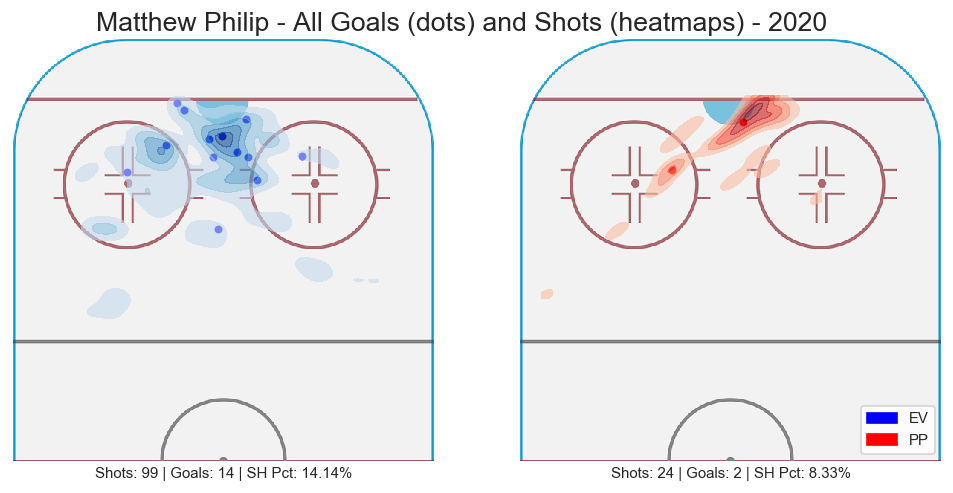 Matthew Philip - All Goals (dots) and Shots (heatmaps) - 2020
EV
PP
Shots: 99 | Goals: 14 | SH Pct: 14.14%
Shots: 24 | Goals: 2 | SH Pct: 8.33%